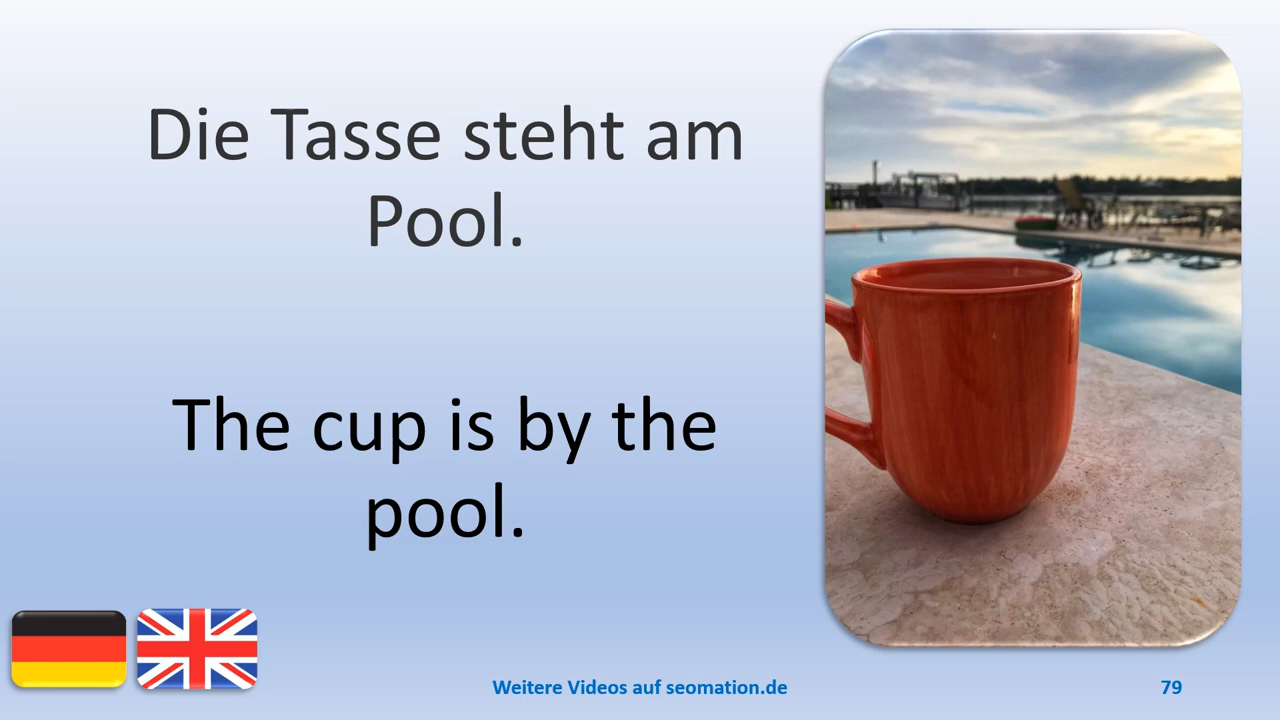 Die Tasse steht am
Pool.
The cup is by the
pool.
Weitere Videos auf seomation.de
79